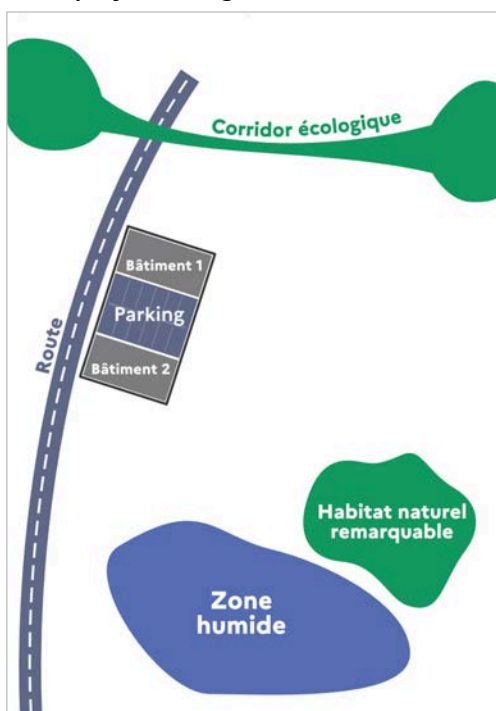 Corridor écologique
Bâtiment 1
Parking
Route
Bâtiment 2
Habitat naturel
remarquable
Zone
humide